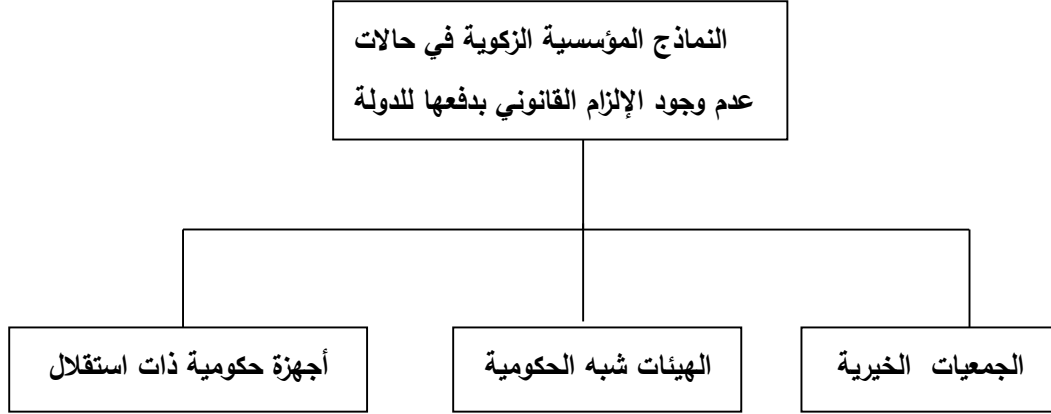 النماذج المؤسسية الزكوية في حالات
عدم وجود الإلزام القانوني بدفعها للدولة
الجمعيات الخيرية
الهيئات شبه الحكومية
أجهزة حكومية ذات استقلال